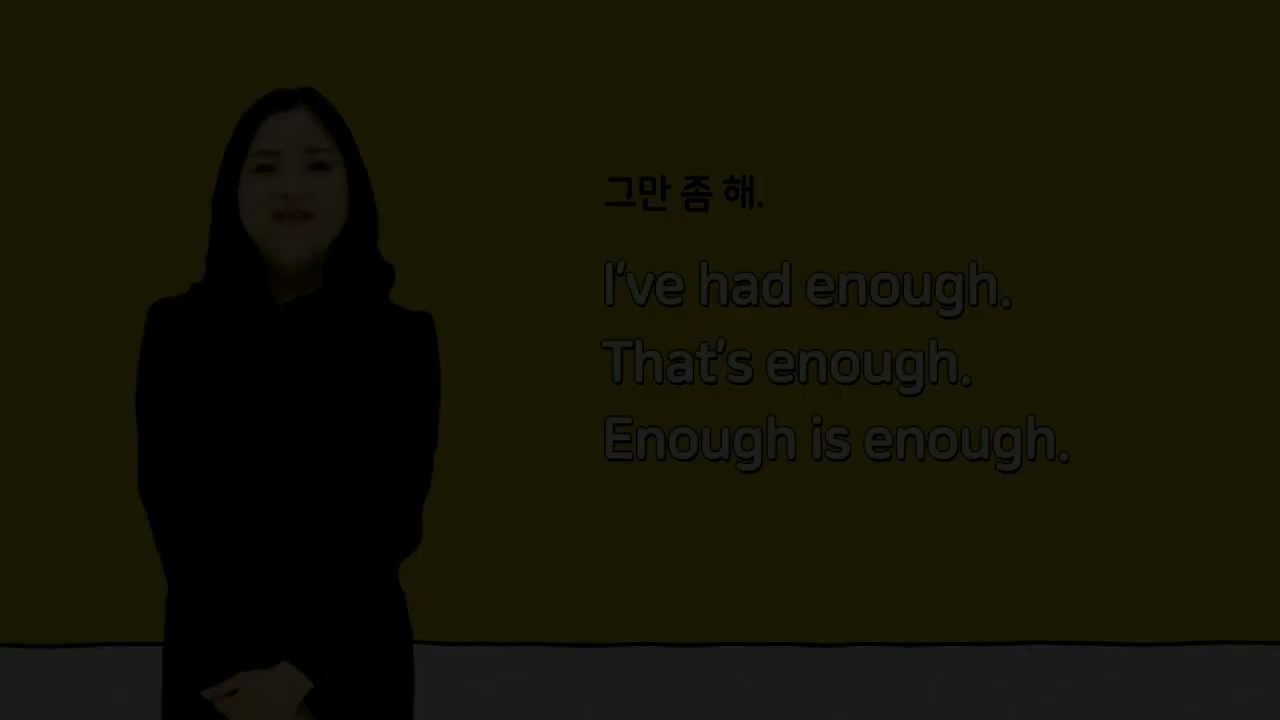 그만 좀 해.
I've had enough.
That's enough.
Enough is enough.